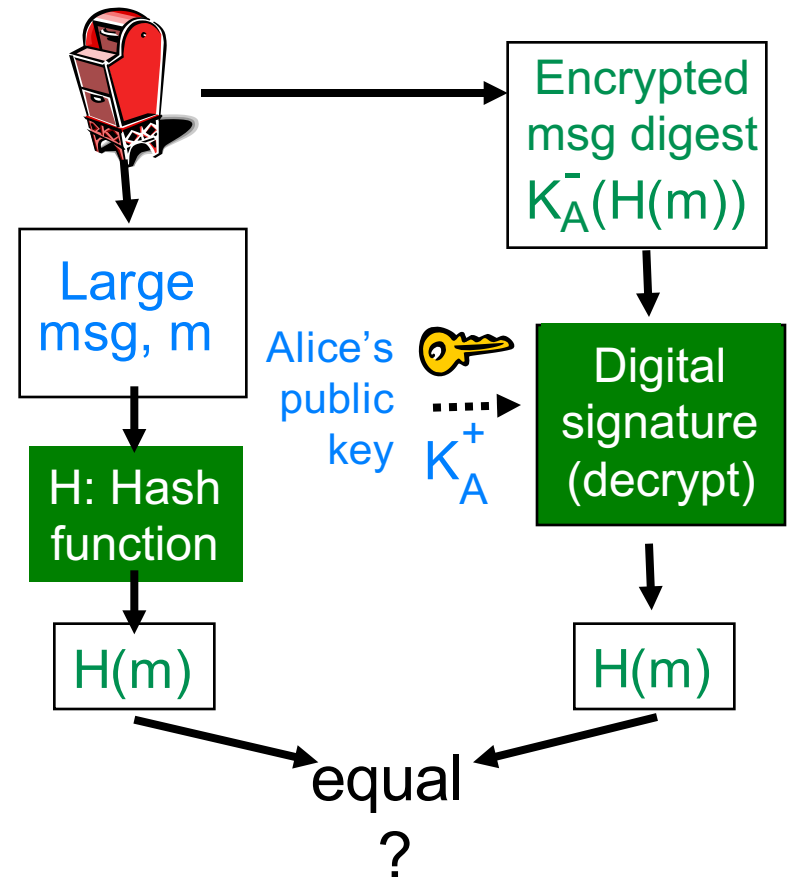 Encrypted
msg digest
K_A^-(H(m))
Large
msg, m
Alice's
public
key
K_A^+
Digital
signature
(decrypt)
H: Hash
function
H(m)
H(m)
equal
?